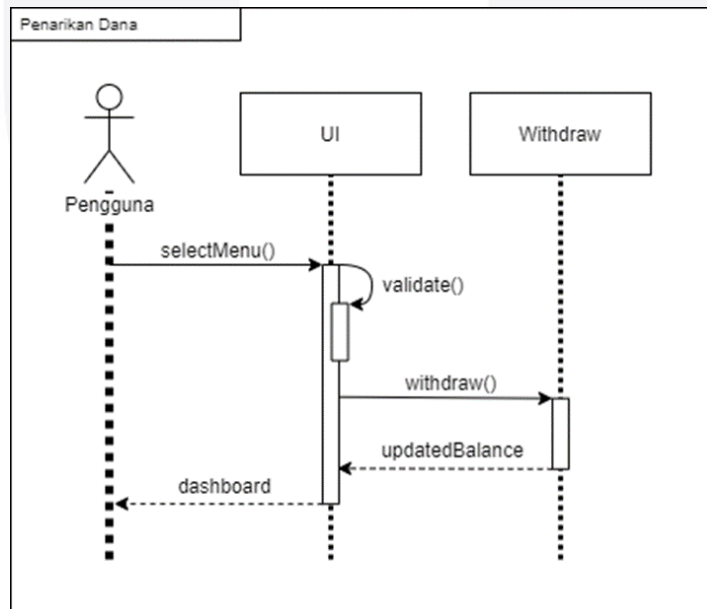 Penarikan Dana
UI
Withdraw
Pengguna
selectMenu()
validate()
withdraw()
updatedBalance
dashboard